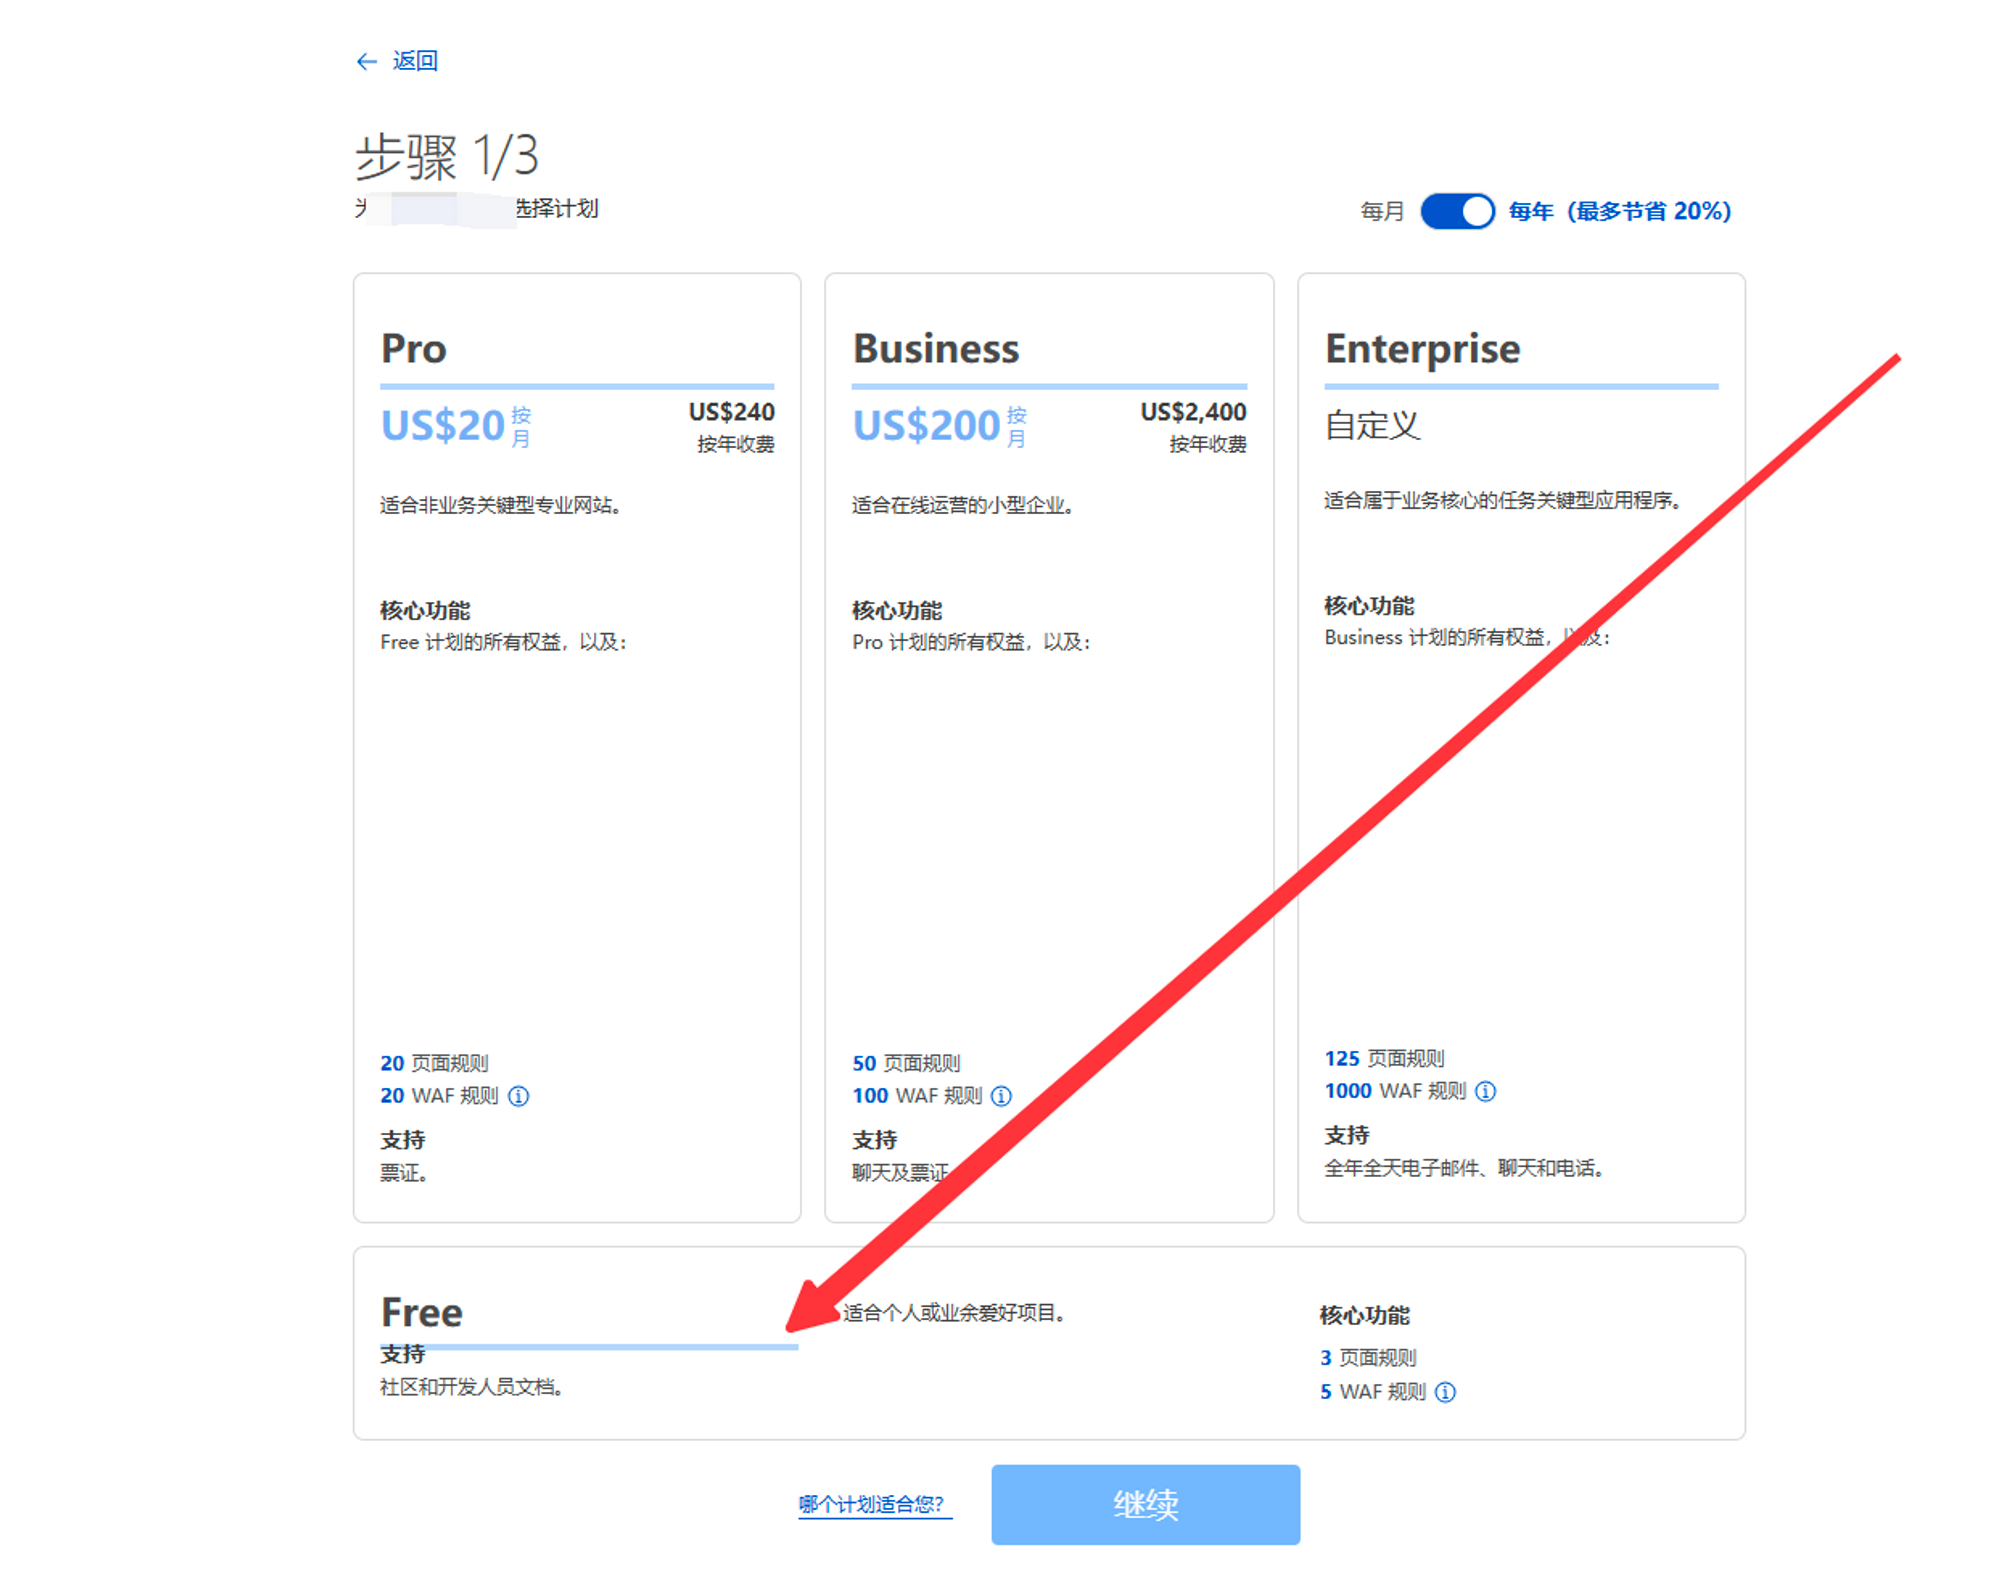 返回
步骤 1/3
选择计划
每月 每年（最多节省 20%）
Pro
US$20 按月
US$240
按年收费
适合非业务关键型专业网站。
核心功能
Free 计划的所有权益，以及：
20 页面规则
20 WAF 规则
支持
票证。
Business
US$200 按月
US$2,400
按年收费
适合在线运营的小型企业。
核心功能
Pro 计划的所有权益，以及：
50 页面规则
100 WAF 规则
支持
聊天及票证
Enterprise
自定义
适合属于业务核心的任务关键型应用程序。
核心功能
Business 计划的所有权益，以及：
125 页面规则
1000 WAF 规则
支持
全年全天电子邮件、聊天和电话。
Free
支持
社区和开发人员文档。
适合个人或业余爱好项目。
核心功能
3 页面规则
5 WAF 规则
哪个计划适合您？
继续